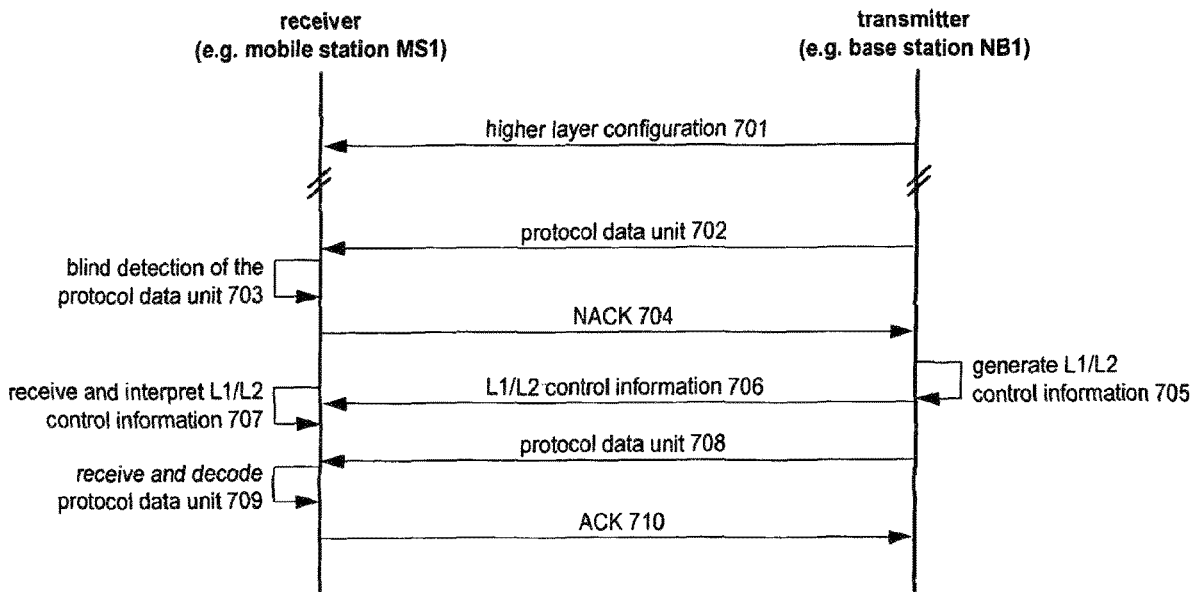 receiver
(e.g. mobile station MS1)
transmitter
(e.g. base station NB1)
higher layer configuration 701
protocol data unit 702
blind detection of the
protocol data unit 703
NACK 704
generate L1/L2
control information 705
receive and interpret L1/L2
control information 707
L1/L2 control information 706
protocol data unit 708
receive and decode
protocol data unit 709
ACK 710